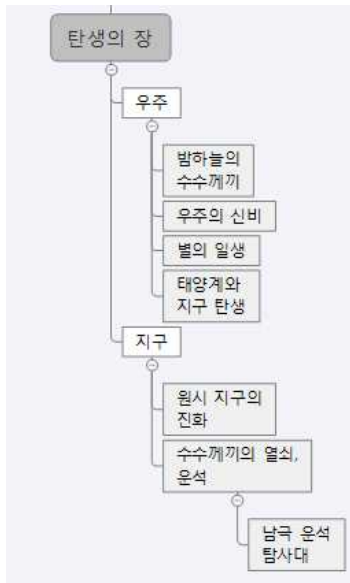 탄생의 장
우주
밤하늘의
수수께끼
우주의 신비
별의 일생
태양계와
지구 탄생
지구
원시 지구의
진화
수수께끼의 열쇠,
운석
남극 운석
탐사대